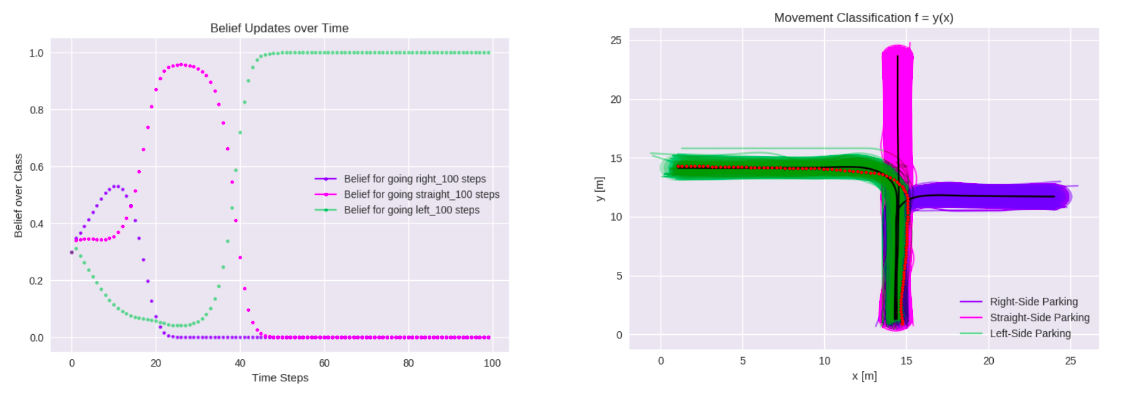 Belief Updates over Time
1.0
0.8
0.6
0.4
0.2
0.0
Belief over Class
Belief for going right_100 steps
Belief for going straight_100 steps
Belief for going left_100 steps
0 20 40 60 80 100
Time Steps
Movement Classification f = y(x)
25
20
15
10
5
0
y [m]
Right-Side Parking
Straight-Side Parking
Left-Side Parking
0 5 10 15 20 25
x [m]